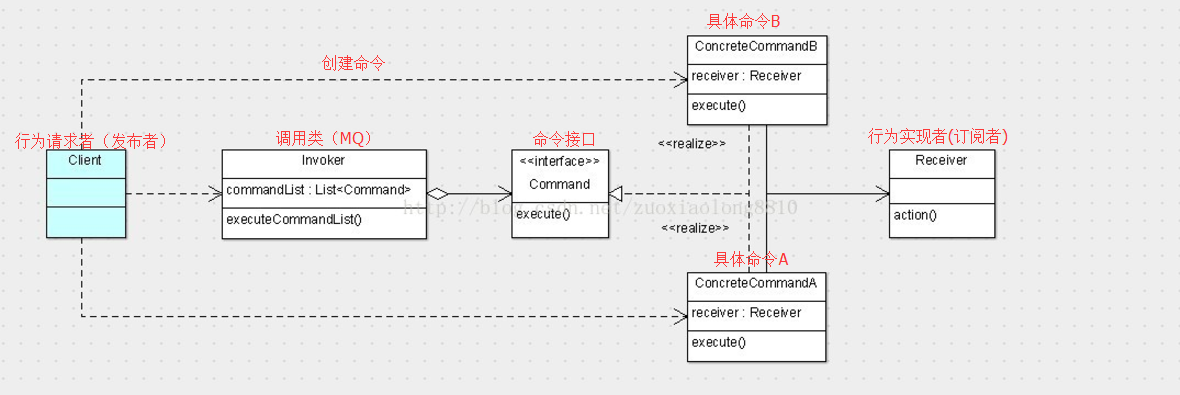 具体命令B
ConcreteCommandB
receiver : Receiver
execute()
创建命令
行为请求者（发布者）
Client
调用类（MQ）
Invoker
commandList : List<Command>
executeCommandList()
命令接口
<<interface>>
Command
execute()
<<realize>>
<<realize>>
行为实现者(订阅者)
Receiver
action()
http://blog.csdn.net/zuoxiaolong8810
具体命令A
ConcreteCommandA
receiver : Receiver
execute()